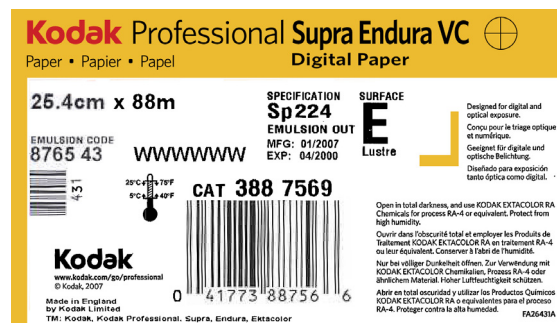 Kodak Professional Supra Endura VC
Paper • Papier • Papel
Digital Paper
25.4cm x 88m
SPECIFICATION
Sp224
EMULSION OUT
MFG: 01/2007
EXP: 04/2000
SURFACE
E
Lustre
EMULSION CODE
8765 43
WWWWWWW
431
25°C 75°F
5°C 40°F
CAT 388 7569
0 41773 88756 6
Designed for digital and
optical exposure.
Conçu pour le triage optique
et numérique.
Geeignet für digitale und
optische Belichtung.
Diseñado para exposición
tanto óptica como digital.
Open in total darkness, and use KODAK EXTACOLOR RA
Chemicals for process RA-4 or equivalent. Protect from
high humidity.
Ouvrir dans l'obscurité total et employer les Produits de
Traitement KODAK EKTACOLOR RA en traitement RA-4
ou leur équivalent. Conserver à l'abri de l'humidité.
Nur bei völliger Dunkelheit öffnen. Zur Verwendung mit
KODAK EKTACOLOR Chemikalien, Prozess RA-4 oder
ähnlichem Material. Hoher Luftfeuchtigkeit schützen.
Abrir en total oscuridad y utilizar los Productos Químicos
KODAK EKTACOLOR RA o equivalentes para el proceso
RA-4. Proteger contra la alta humedad.
FA26431A
Kodak
www.kodak.com/go/professional
© Kodak, 2007
Made in England
by Kodak Limited
TM: Kodak, Kodak Professional, Supra, Endura, Ektacolor